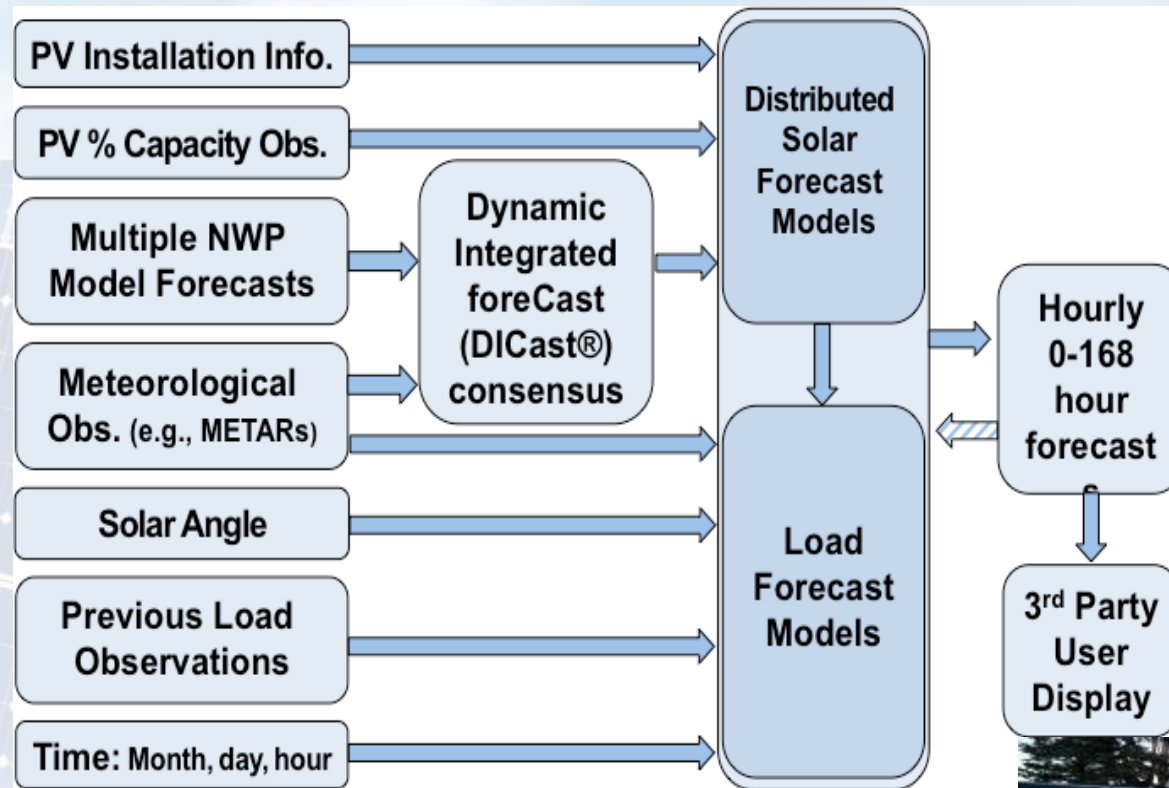 PV Installation Info.
PV % Capacity Obs.
Multiple NWP
Model Forecasts
Meteorological
Obs. (e.g., METARs)
Solar Angle
Previous Load
Observations
Time: Month, day, hour
Dynamic
Integrated
foreCast
(DICast®)
consensus
Distributed
Solar
Forecast
Models
Load
Forecast
Models
Hourly
0-168
hour
forecast
s
3rd Party
User
Display